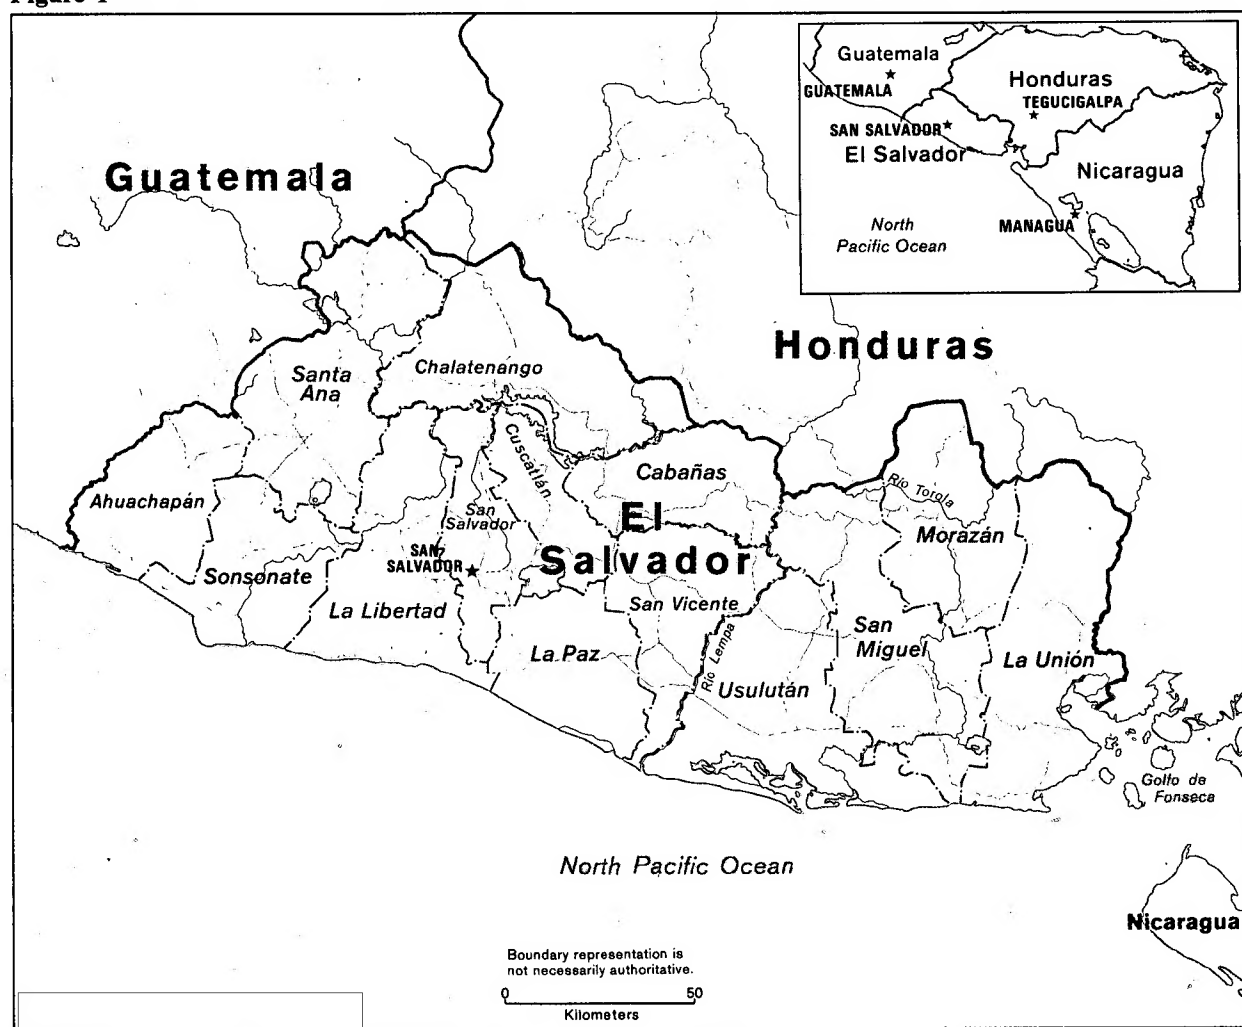 Guatemala
GUATEMALA
Honduras
TEGUCIGALPA
SAN SALVADOR
El Salvador
Nicaragua
MANAGUA
North
Pacific Ocean
Guatemala
Honduras
Santa
Ana
Chalatenango
Cuscatlán
Cabañas
Ahuachapán
San
Salvador
El
Salvador
Río Torola
Morazán
SAN
SALVADOR
Sonsonate
La Libertad
San Vicente
San
Miguel
La Paz
Río Lempa
Usulután
La Unión
Golfo de
Fonseca
North Pacific Ocean
Nicaragua
Boundary representation is
not necessarily authoritative.
0 50
Kilometers